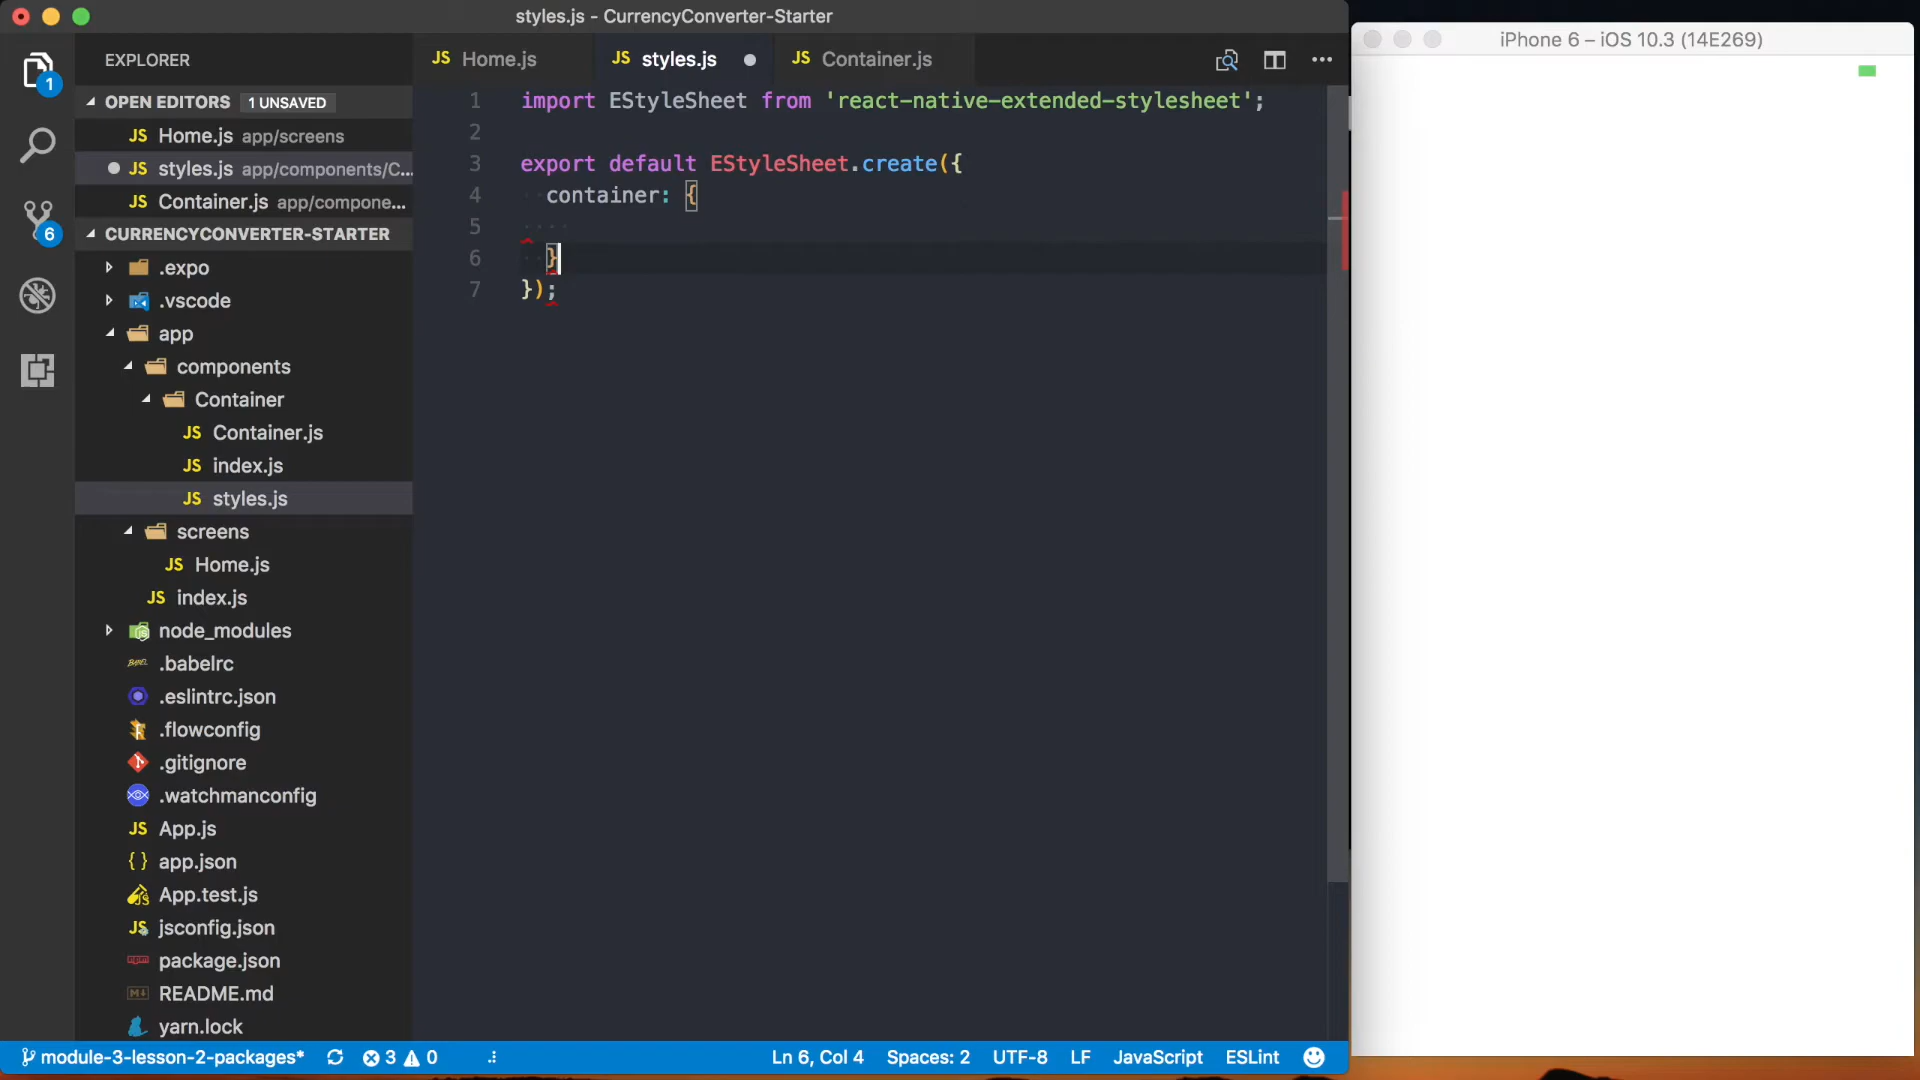 styles.js - CurrencyConverter-Starter
iPhone 6 – iOS 10.3 (14E269)
EXPLORER
JS Home.js
JS styles.js
JS Container.js
OPEN EDITORS 1 UNSAVED
JS Home.js app/screens
JS styles.js app/components/C...
JS Container.js app/compone...
CURRENCYCONVERTER-STARTER
.expo
.vscode
app
components
Container
JS Container.js
JS index.js
JS styles.js
screens
JS Home.js
JS index.js
node_modules
.babelrc
.eslintrc.json
.flowconfig
.gitignore
.watchmanconfig
JS App.js
{ } app.json
App.test.js
JS jsconfig.json
package.json
README.md
yarn.lock
1
6
1 import EStyleSheet from 'react-native-extended-stylesheet';
2
3 export default EStyleSheet.create({
4 container: {
5
6 }
7 });
module-3-lesson-2-packages* 3 0 Ln 6, Col 4 Spaces: 2 UTF-8 LF JavaScript ESLint